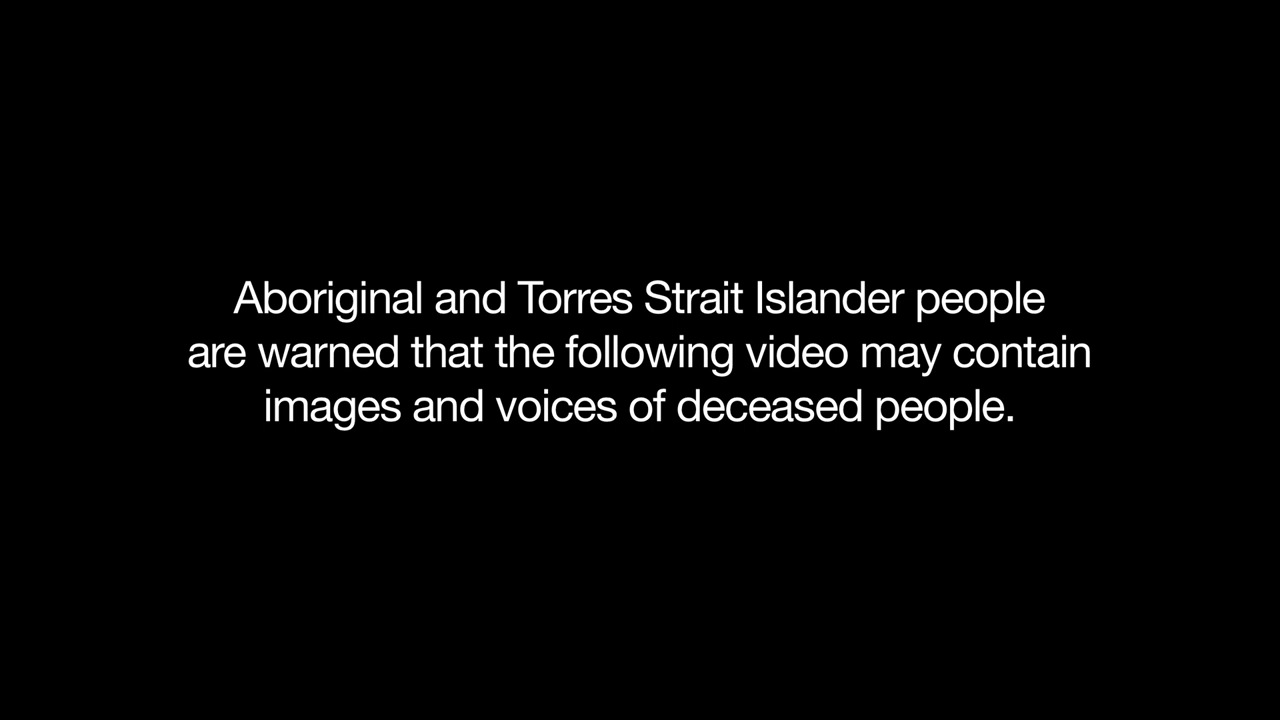 Aboriginal and Torres Strait Islander people
are warned that the following video may contain
images and voices of deceased people.